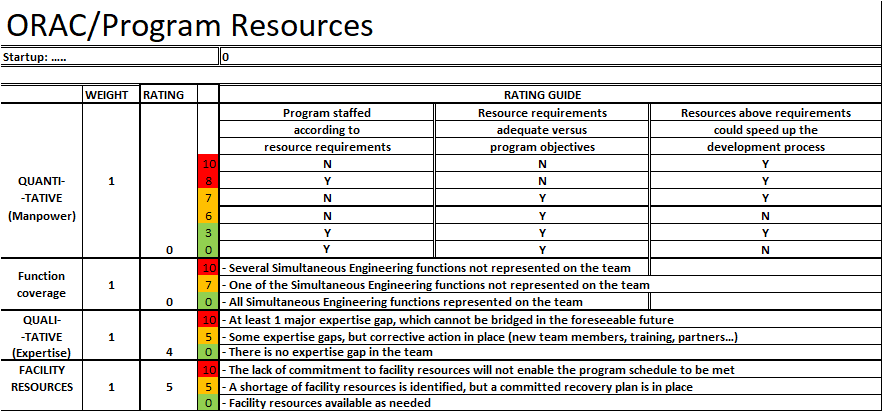 ORAC/Program Resources
Startup: ..... 0
WEIGHT RATING RATING GUIDE
Program staffed Resource requirements Resources above requirements
according to adequate versus could speed up the
resource requirements program objectives development process
10 N N Y
QUANTI- 1 8 Y N Y
-TATIVE 7 N Y Y
(Manpower) 6 N Y N
3 Y Y Y
0 0 Y Y N
10 - Several Simultaneous Engineering functions not represented on the team
Function 1 7 - One of the Simultaneous Engineering functions not represented on the team
coverage 0 0 - All Simultaneous Engineering functions represented on the team
QUALI- 10 - At least 1 major expertise gap, which cannot be bridged in the foreseeable future
-TATIVE 1 5 - Some expertise gaps, but corrective action in place (new team members, training, partners...)
(Expertise) 4 0 - There is no expertise gap in the team
FACILITY 10 - The lack of commitment to facility resources will not enable the program schedule to be met
RESOURCES 1 5 5 - A shortage of facility resources is identified, but a committed recovery plan is in place
0 - Facility resources available as needed